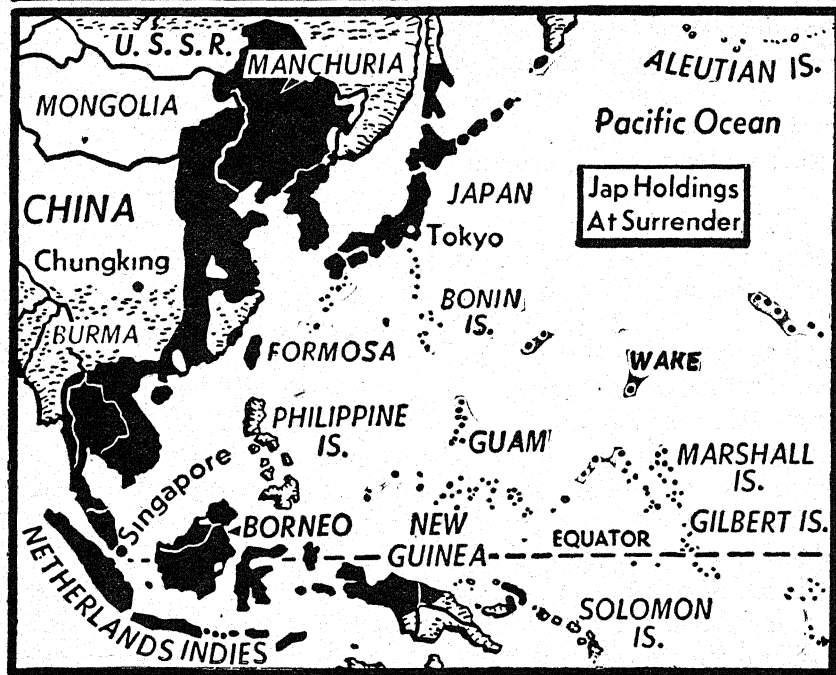 U.S.S.R.
MANCHURIA
ALEUTIAN IS.
MONGOLIA
Pacific Ocean
Jap Holdings
At Surrender
JAPAN
CHINA
Tokyo
Chungking
BONIN
IS.
BURMA
FORMOSA
WAKE
PHILIPPINE
IS.
GUAM
MARSHALL
IS.
Singapore
BORNEO
NEW
GUINEA
EQUATOR
GILBERT IS.
NETHERLANDS INDIES
SOLOMON
IS.